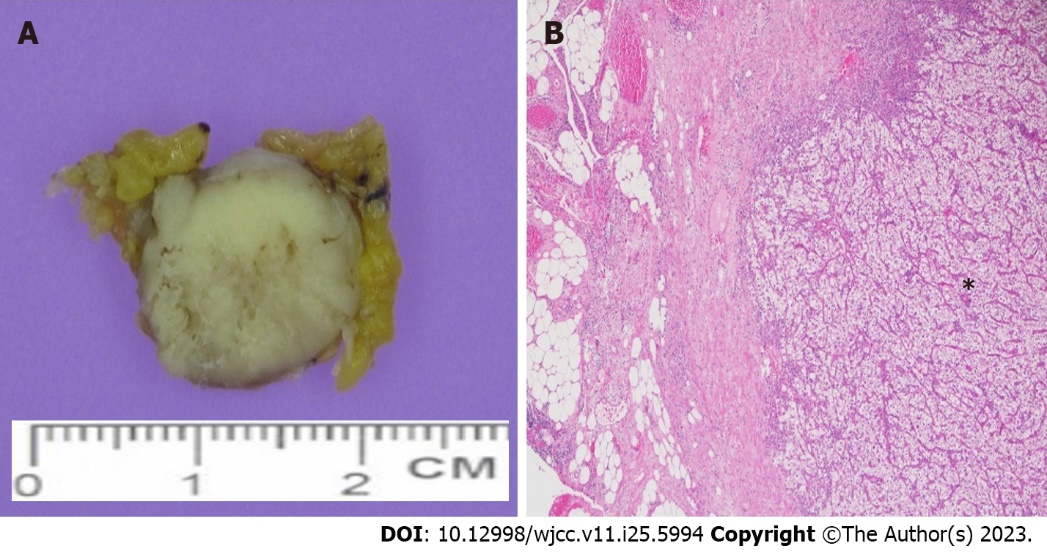 A
B
*
CM
0 1 2
DOI: 10.12998/wjcc.v11.i25.5994 Copyright ©The Author(s) 2023.